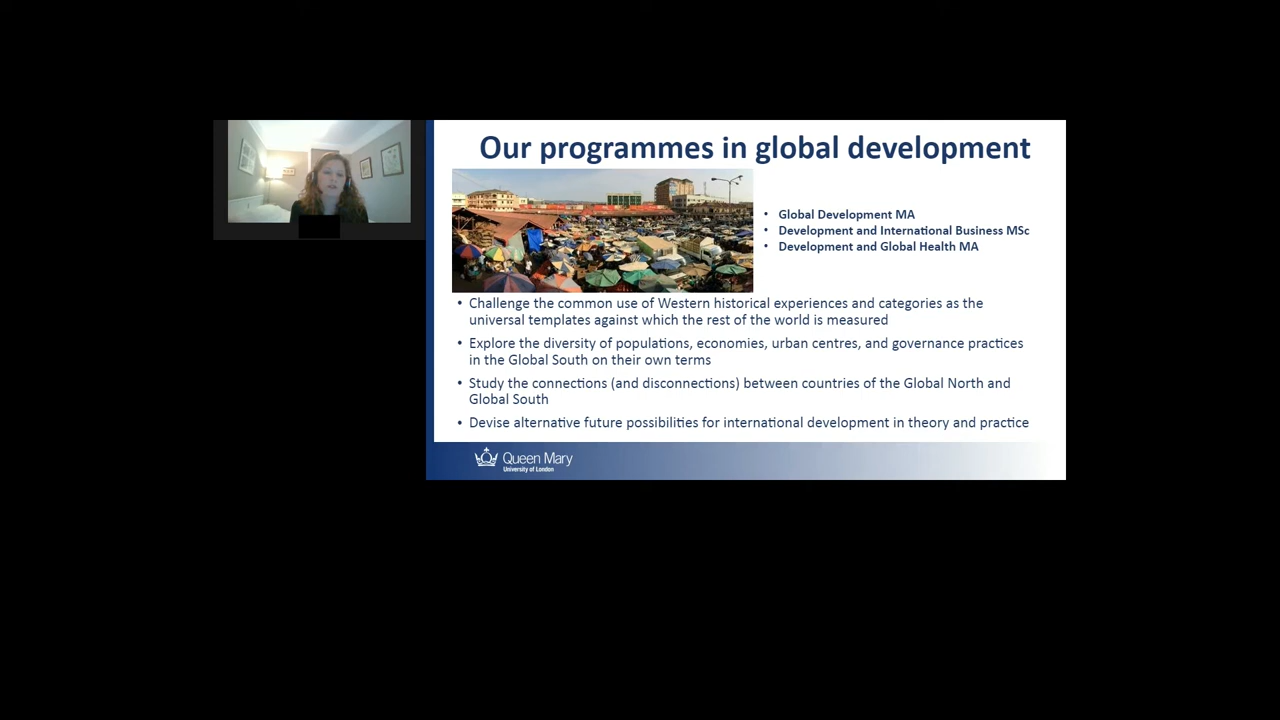 Our programmes in global development
• Global Development MA
• Development and International Business MSc
• Development and Global Health MA
• Challenge the common use of Western historical experiences and categories as the
universal templates against which the rest of the world is measured
• Explore the diversity of populations, economies, urban centres, and governance practices
in the Global South on their own terms
• Study the connections (and disconnections) between countries of the Global North and
Global South
• Devise alternative future possibilities for international development in theory and practice
Queen Mary
University of London